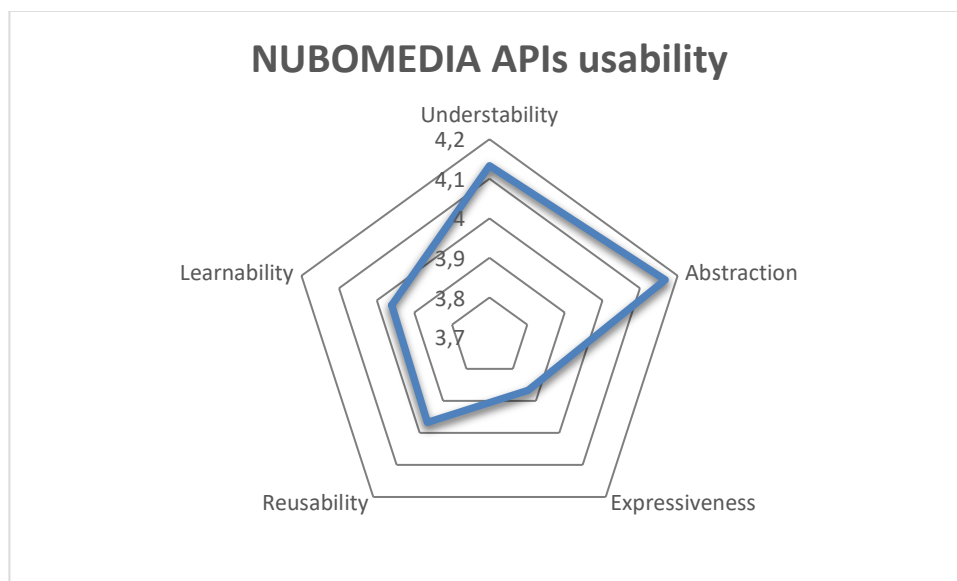 NUBOMEDIA APIs usability
Understability
4,2
4,1
4
3,9
3,8
3,7
Learnability
Abstraction
Reusability
Expressiveness